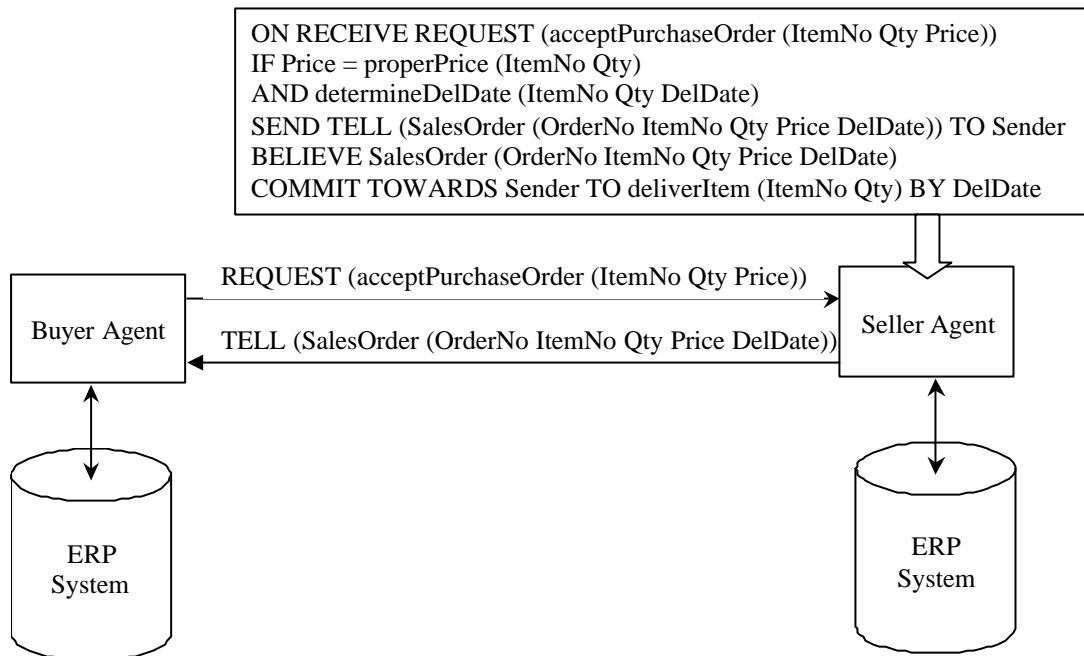 ON RECEIVE REQUEST (acceptPurchaseOrder (ItemNo Qty Price))
IF Price = properPrice (ItemNo Qty)
AND determineDelDate (ItemNo Qty DelDate)
SEND TELL (SalesOrder (OrderNo ItemNo Qty Price DelDate)) TO Sender
BELIEVE SalesOrder (OrderNo ItemNo Qty Price DelDate)
COMMIT TOWARDS Sender TO deliverItem (ItemNo Qty) BY DelDate
REQUEST (acceptPurchaseOrder (ItemNo Qty Price))
Buyer Agent
Seller Agent
TELL (SalesOrder (OrderNo ItemNo Qty Price DelDate))
ERP
System
ERP
System